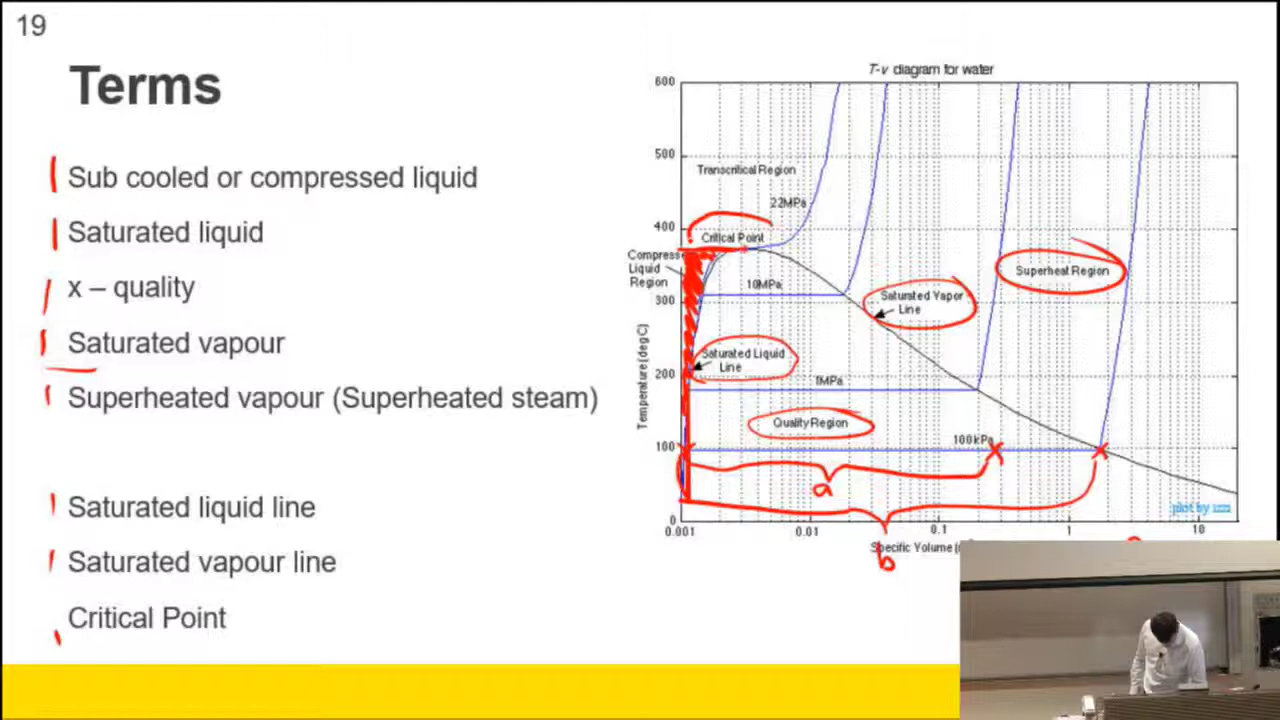 19
Terms
Sub cooled or compressed liquid
Saturated liquid
x – quality
Saturated vapour
Superheated vapour (Superheated steam)
Saturated liquid line
Saturated vapour line
Critical Point
T-v diagram for water
600
500
400
300
200
100
0
Temperature (deg C)
Transcritical Region
22MPa
Critical Point
Liquid
Region
10MPa
Saturated Vapor
Line
Superheat Region
Saturated Liquid
Line
1MPa
Quality Region
100kPa
a
b
plot by izzi
0.001
0.01
0.1
1
10
Specific Volume